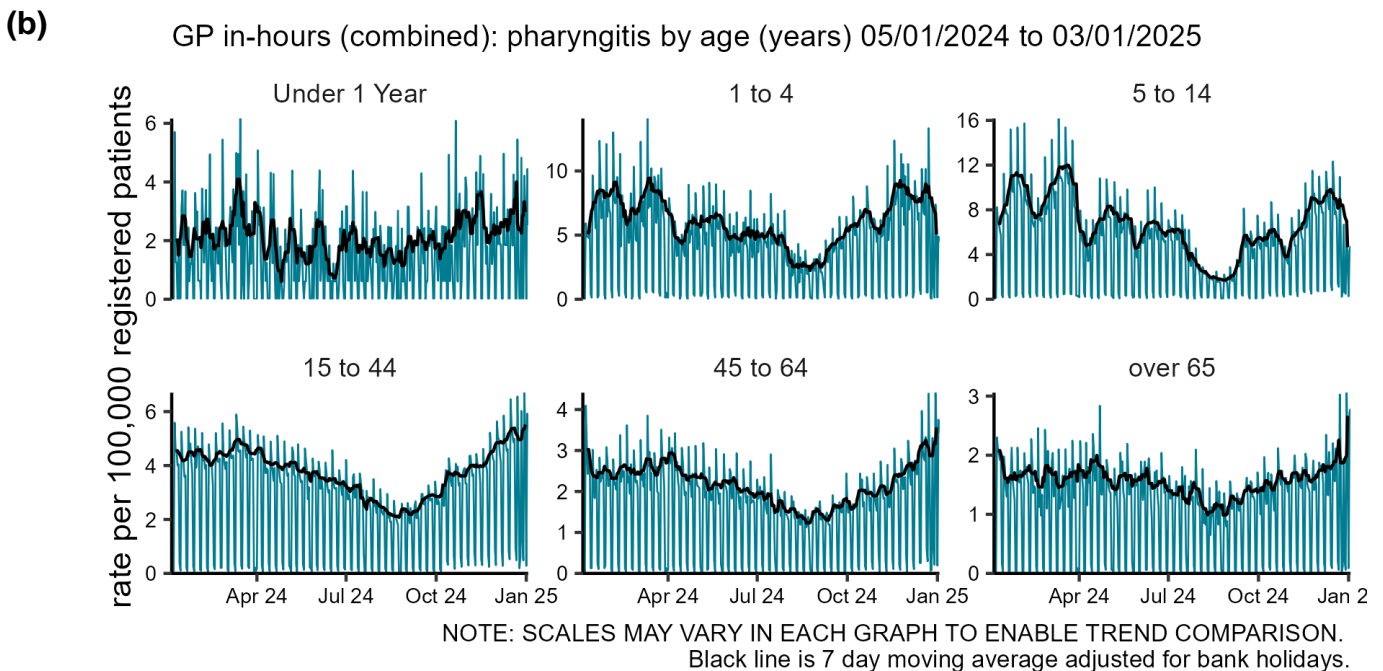 (b)
GP in-hours (combined): pharyngitis by age (years) 05/01/2024 to 03/01/2025
rate per 100,000 registered patients
Under 1 Year
1 to 4
5 to 14
6
4
2
0
10
5
0
16
12
8
4
0
15 to 44
45 to 64
over 65
6
4
2
0
4
3
2
1
0
3
2
1
0
Apr 24 Jul 24 Oct 24 Jan 25
Apr 24 Jul 24 Oct 24 Jan 25
Apr 24 Jul 24 Oct 24 Jan 2
NOTE: SCALES MAY VARY IN EACH GRAPH TO ENABLE TREND COMPARISON.
Black line is 7 day moving average adjusted for bank holidays.